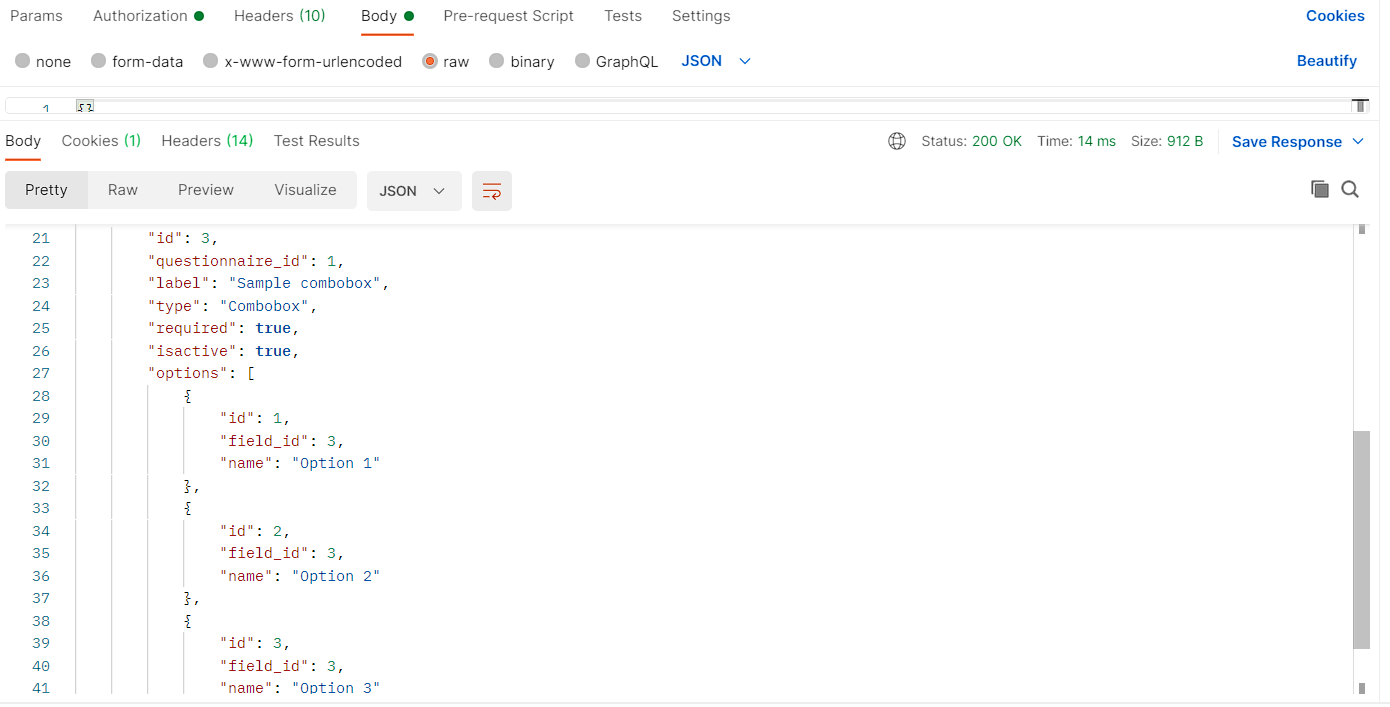 Params Authorization Headers (10) Body Pre-request Script Tests Settings Cookies
none form-data x-www-form-urlencoded raw binary GraphQL JSON Beautify
1 {}
Body Cookies (1) Headers (14) Test Results Status: 200 OK Time: 14 ms Size: 912 B Save Response
Pretty Raw Preview Visualize JSON
21 "id": 3,
22 "questionnaire_id": 1,
23 "label": "Sample combobox",
24 "type": "Combobox",
25 "required": true,
26 "isactive": true,
27 "options": [
28 {
29 "id": 1,
30 "field_id": 3,
31 "name": "Option 1"
32 },
33 {
34 "id": 2,
35 "field_id": 3,
36 "name": "Option 2"
37 },
38 {
39 "id": 3,
40 "field_id": 3,
41 "name": "Option 3"